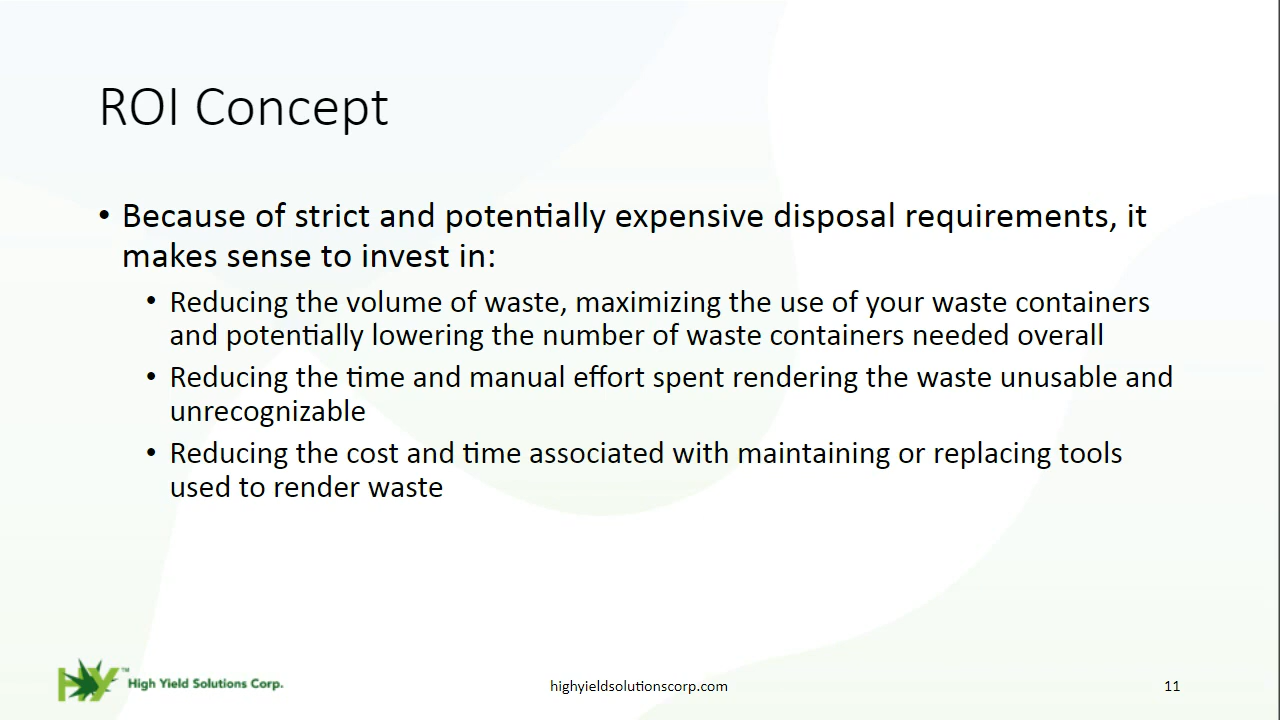 ROI Concept
• Because of strict and potentially expensive disposal requirements, it
makes sense to invest in:
• Reducing the volume of waste, maximizing the use of your waste containers
and potentially lowering the number of waste containers needed overall
• Reducing the time and manual effort spent rendering the waste unusable and
unrecognizable
• Reducing the cost and time associated with maintaining or replacing tools
used to render waste
HY™ High Yield Solutions Corp.
highyieldsolutionscorp.com
11